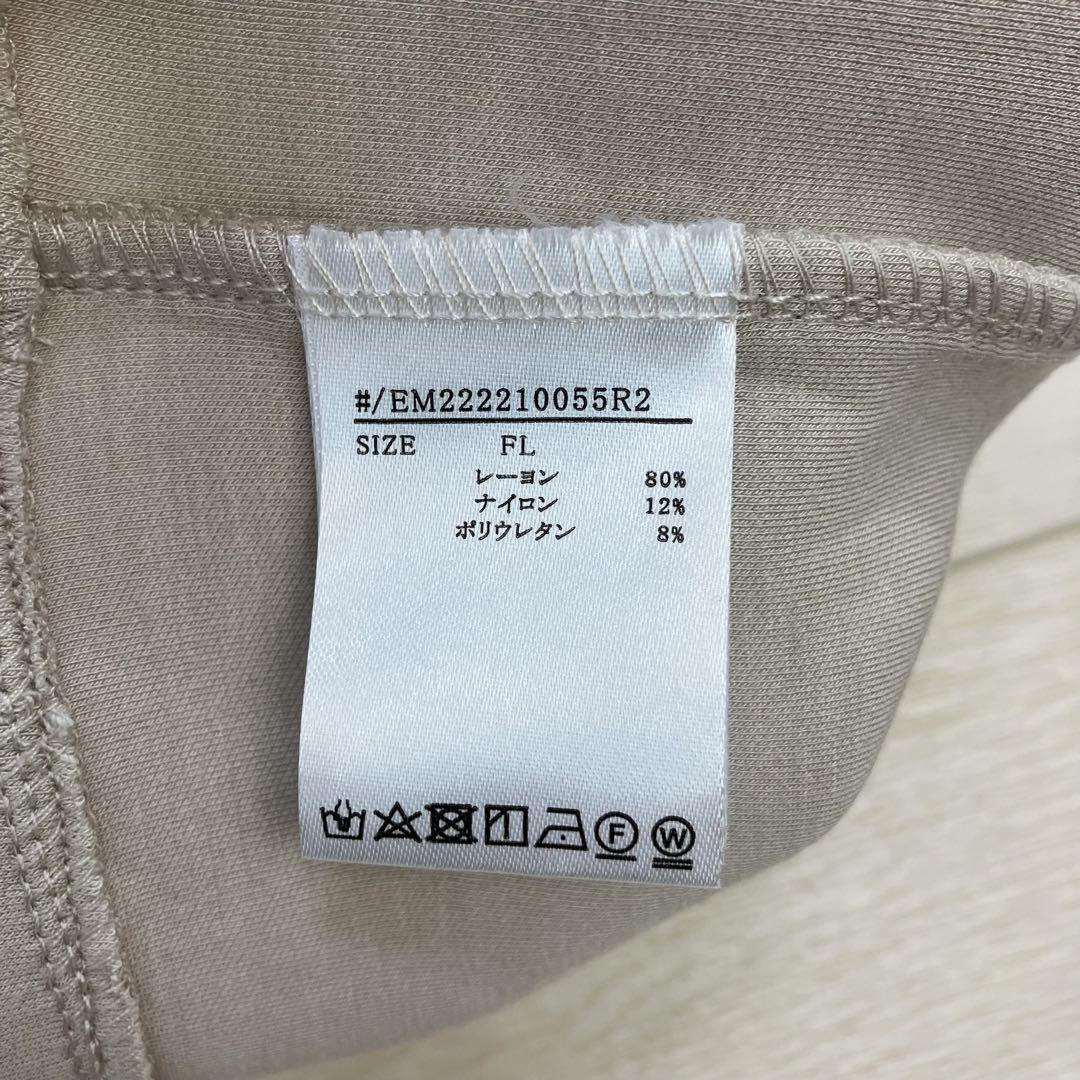 #/EM222210055R2
SIZE FL
レーヨン 80%
ナイロン 12%
ポリウレタン 8%
F W